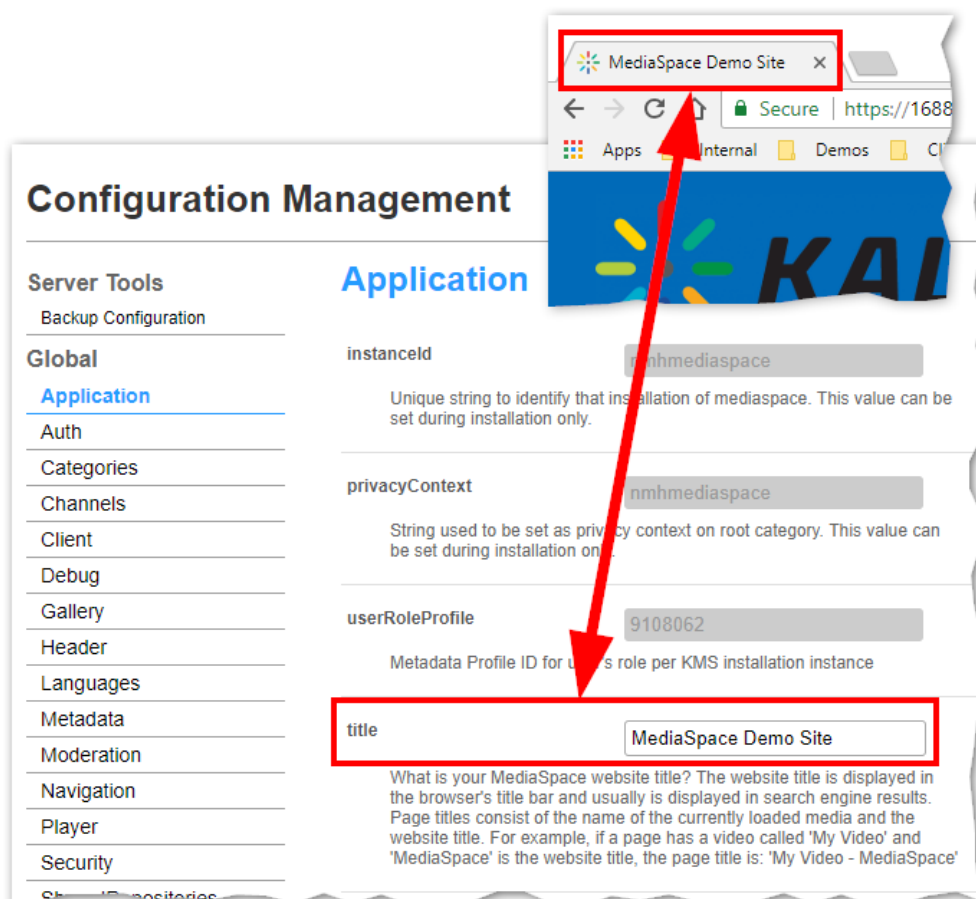 MediaSpace Demo Site
Secure | https://1688
Apps Internal Demos
KAL
Configuration Management
Server Tools
Backup Configuration
Global
Application
Auth
Categories
Channels
Client
Debug
Gallery
Header
Languages
Metadata
Moderation
Navigation
Player
Security
Application
instanceId
nmhmediaspace
Unique string to identify that installation of mediaspace. This value can be
set during installation only.
privacyContext
nmhmediaspace
String used to be set as privacy context on root category. This value can
be set during installation only.
userRoleProfile
9108062
Metadata Profile ID for user's role per KMS installation instance
title
MediaSpace Demo Site
What is your MediaSpace website title? The website title is displayed in
the browser's title bar and usually is displayed in search engine results.
Page titles consist of the name of the currently loaded media and the
website title. For example, if a page has a video called 'My Video' and
'MediaSpace' is the website title, the page title is: 'My Video - MediaSpace'